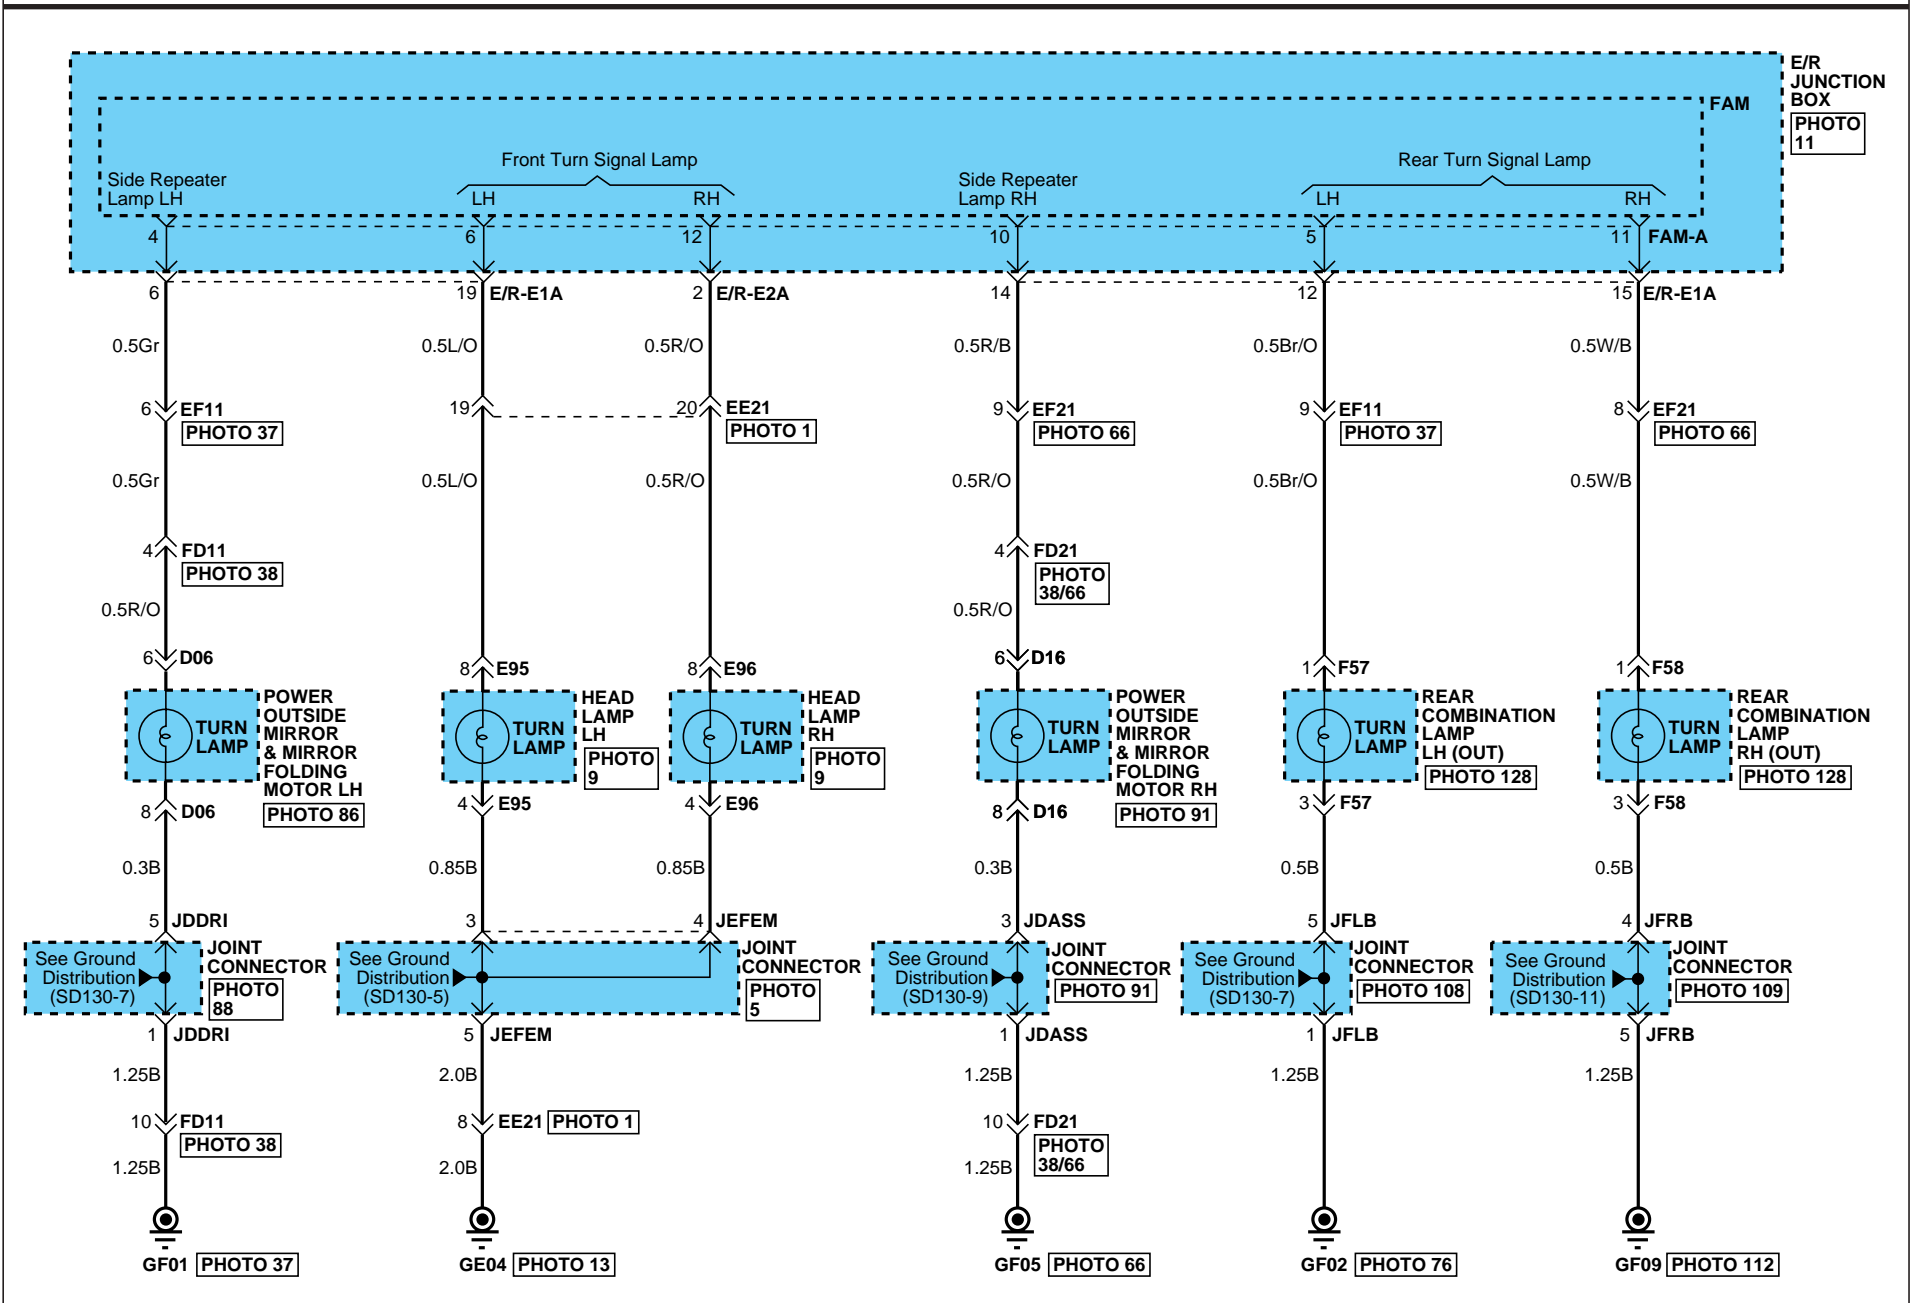 E/R
JUNCTION
BOX
PHOTO
11
FAM
Front Turn Signal Lamp
Rear Turn Signal Lamp
Side Repeater
Lamp LH
LH
RH
Side Repeater
Lamp RH
LH
RH
4
6
12
10
5
11
FAM-A
6
19
E/R-E1A
2
E/R-E2A
14
12
15
E/R-E1A
0.5Gr
0.5L/O
0.5R/O
0.5R/B
0.5Br/O
0.5W/B
6
EF11
PHOTO 37
19
20
EE21
PHOTO 1
9
EF21
PHOTO 66
9
EF11
PHOTO 37
8
EF21
PHOTO 66
0.5Gr
0.5L/O
0.5R/O
0.5R/O
0.5Br/O
0.5W/B
4
FD11
PHOTO 38
4
FD21
PHOTO
38/66
0.5R/O
0.5R/O
6
D06
8
E95
8
E96
6
D16
1
F57
1
F58
TURN
LAMP
POWER
OUTSIDE
MIRROR
& MIRROR
FOLDING
MOTOR LH
PHOTO 86
TURN
LAMP
HEAD
LAMP
LH
PHOTO
9
TURN
LAMP
HEAD
LAMP
RH
PHOTO
9
TURN
LAMP
POWER
OUTSIDE
MIRROR
& MIRROR
FOLDING
MOTOR RH
PHOTO 91
TURN
LAMP
REAR
COMBINATION
LAMP
LH (OUT)
PHOTO 128
TURN
LAMP
REAR
COMBINATION
LAMP
RH (OUT)
PHOTO 128
8
D06
4
E95
4
E96
8
D16
3
F57
3
F58
0.3B
0.85B
0.85B
0.3B
0.5B
0.5B
5
JDDRI
3
4
JEFEM
3
JDASS
5
JFLB
4
JFRB
See Ground
Distribution
(SD130-7)
JOINT
CONNECTOR
PHOTO
88
See Ground
Distribution
(SD130-5)
JOINT
CONNECTOR
PHOTO
5
See Ground
Distribution
(SD130-9)
JOINT
CONNECTOR
PHOTO 91
See Ground
Distribution
(SD130-7)
JOINT
CONNECTOR
PHOTO 108
See Ground
Distribution
(SD130-11)
JOINT
CONNECTOR
PHOTO 109
1
JDDRI
5
JEFEM
1
JDASS
1
JFLB
5
JFRB
1.25B
2.0B
1.25B
1.25B
1.25B
10
FD11
PHOTO 38
8
EE21
PHOTO 1
10
FD21
PHOTO
38/66
1.25B
2.0B
1.25B
GF01
PHOTO 37
GE04
PHOTO 13
GF05
PHOTO 66
GF02
PHOTO 76
GF09
PHOTO 112